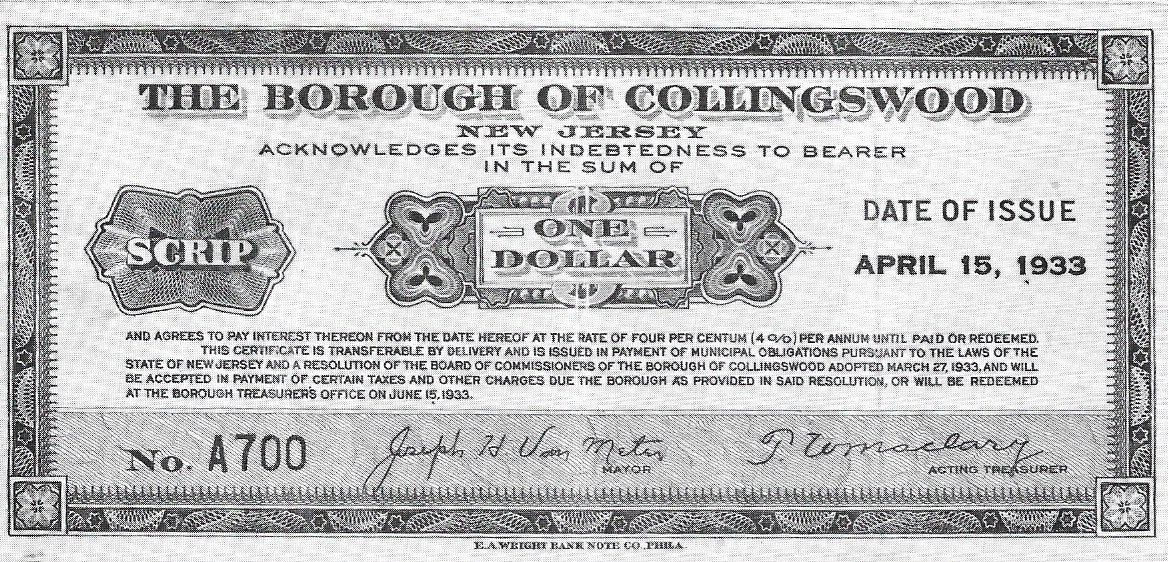 THE BOROUGH OF COLLINGSWOOD
NEW JERSEY
ACKNOWLEDGES ITS INDEBTEDNESS TO BEARER
IN THE SUM OF
SCRIP
ONE
DOLLAR
DATE OF ISSUE
APRIL 15, 1933
AND AGREES TO PAY INTEREST THEREON FROM THE DATE HEREOF AT THE RATE OF FOUR PER CENTUM (4%) PER ANNUM UNTIL PAID OR REDEEMED.
THIS CERTIFICATE IS TRANSFERABLE BY DELIVERY AND IS ISSUED IN PAYMENT OF MUNICIPAL OBLIGATIONS PURSUANT TO THE LAWS OF THE
STATE OF NEW JERSEY AND A RESOLUTION OF THE BOARD OF COMMISSIONERS OF THE BOROUGH OF COLLINGSWOOD ADOPTED MARCH 27, 1933, AND WILL
BE ACCEPTED IN PAYMENT OF CERTAIN TAXES AND OTHER CHARGES DUE THE BOROUGH AS PROVIDED IN SAID RESOLUTION, OR WILL BE REDEEMED
AT THE BOROUGH TREASURER'S OFFICE ON JUNE 15, 1933.
No. A700
Joseph H Van Meter
MAYOR
ACTING TREASURER
E.A.WRIGHT BANK NOTE CO. PHILA.